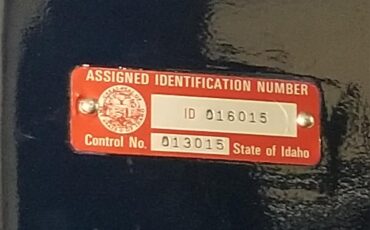 ASSIGNED IDENTIFICATION NUMBER
ID 016015
Control No. 013015 State of Idaho